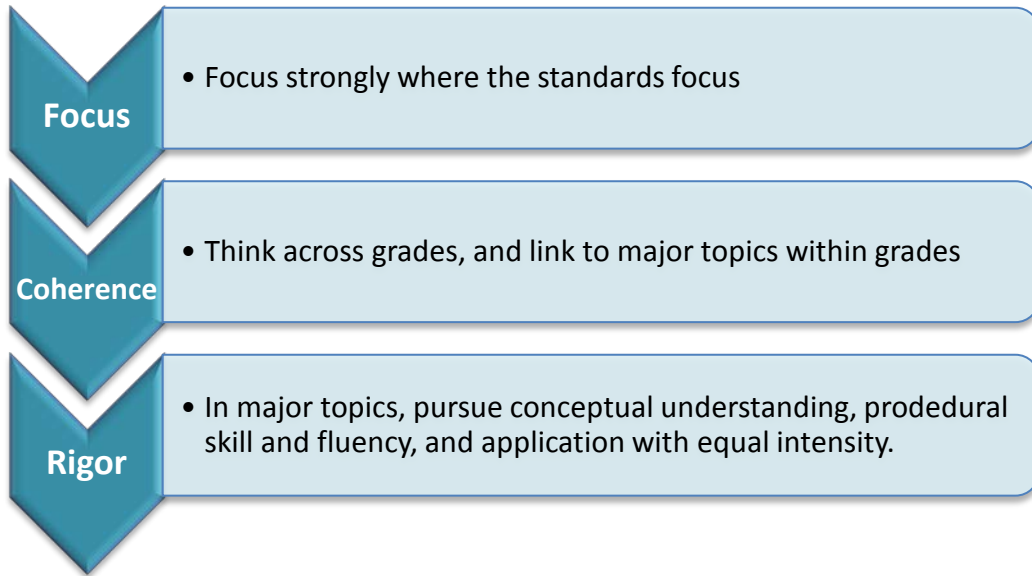 Focus
• Focus strongly where the standards focus
Coherence
• Think across grades, and link to major topics within grades
Rigor
• In major topics, pursue conceptual understanding, prodedural
skill and fluency, and application with equal intensity.